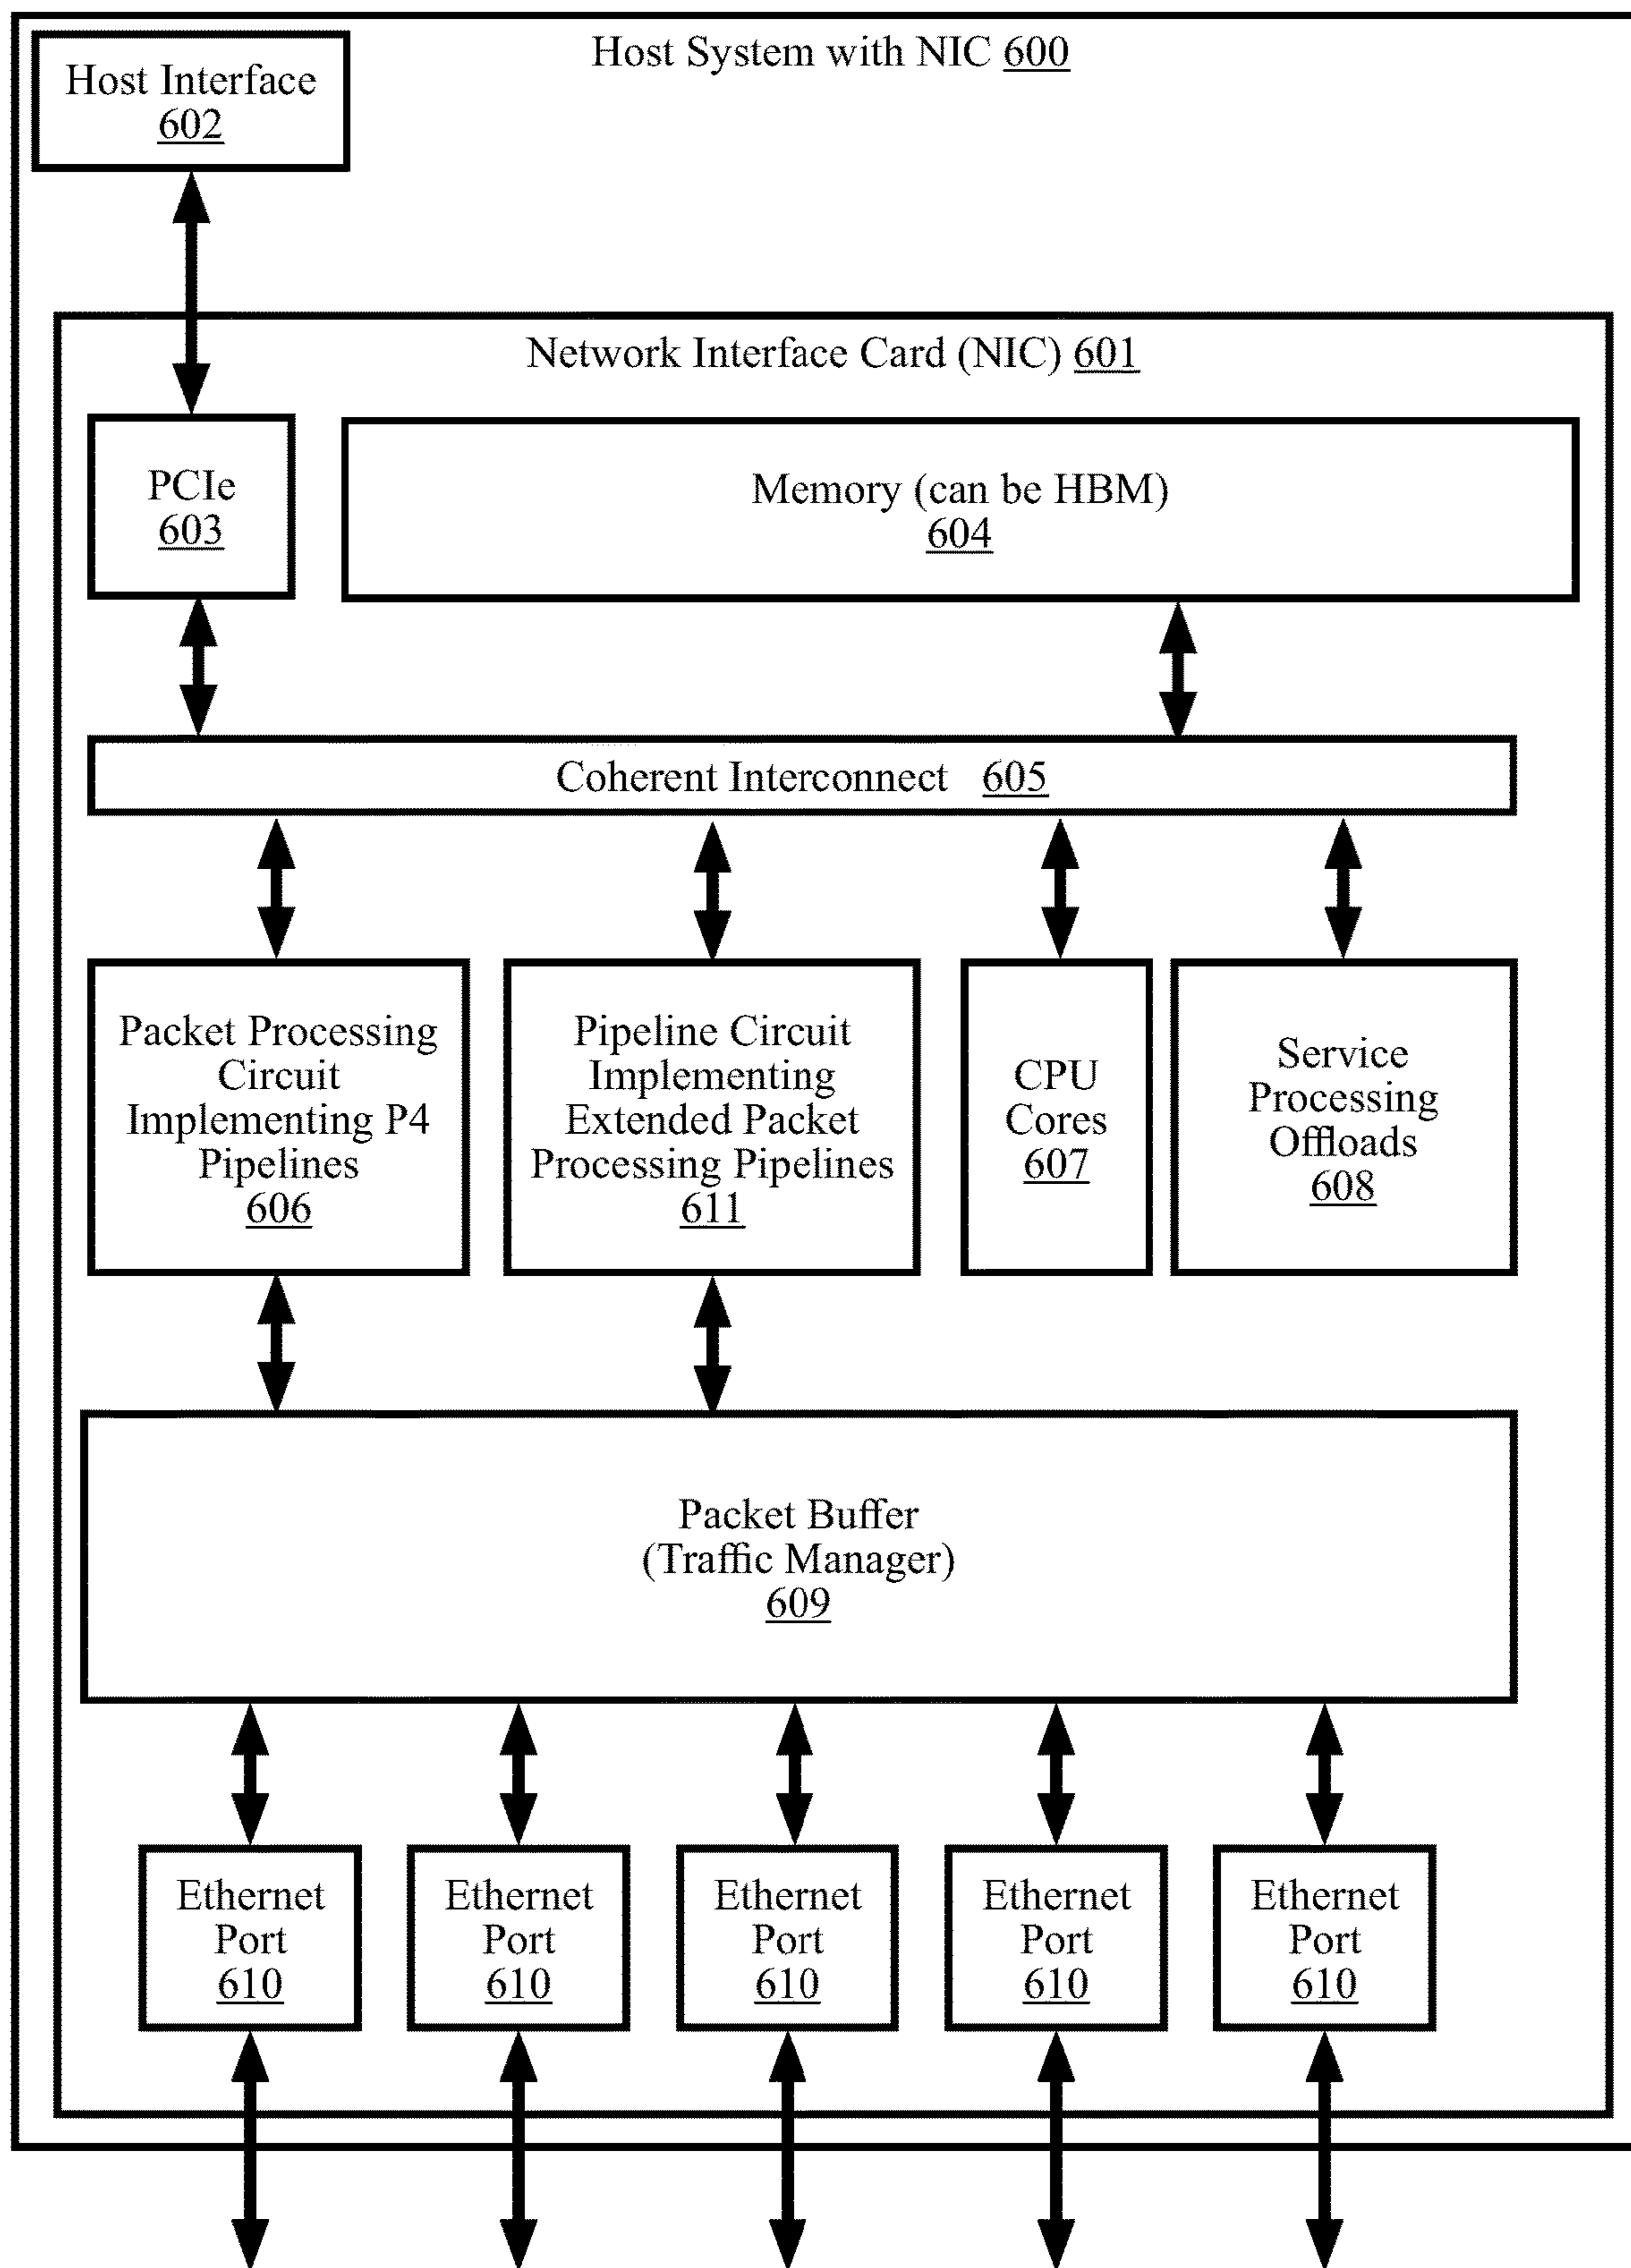 Host System with NIC 600
Host Interface
602
Network Interface Card (NIC) 601
PCIe
603
Memory (can be HBM)
604
Coherent Interconnect 605
Packet Processing
Circuit
Implementing P4
Pipelines
606
Pipeline Circuit
Implementing
Extended Packet
Processing Pipelines
611
CPU
Cores
607
Service
Processing
Offloads
608
Packet Buffer
(Traffic Manager)
609
Ethernet
Port
610
Ethernet
Port
610
Ethernet
Port
610
Ethernet
Port
610
Ethernet
Port
610